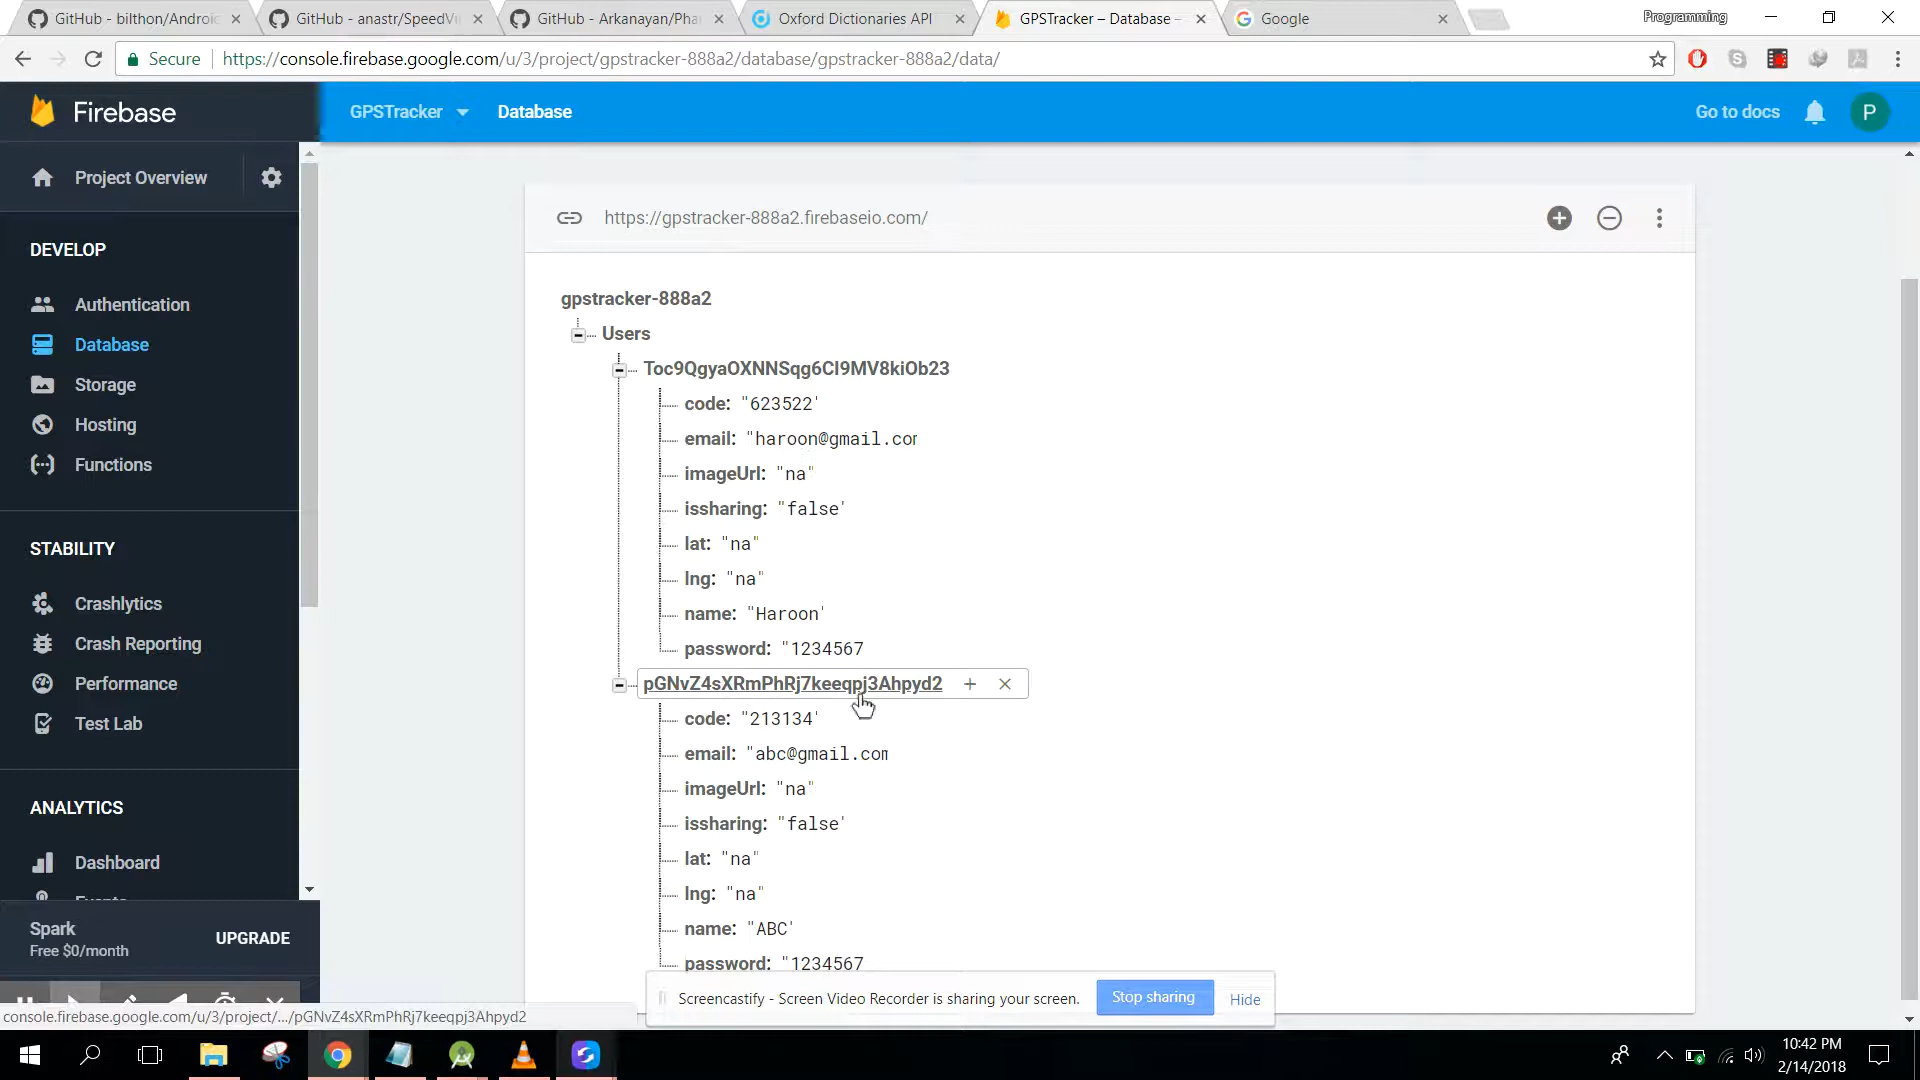 GitHub - bilthon/Androi
GitHub - anastr/SpeedVi
GitHub - Arkanayan/Pha
Oxford Dictionaries API
GPSTracker – Database –
Google
Programming
Secure
https://console.firebase.google.com/u/3/project/gpstracker-888a2/database/gpstracker-888a2/data/
Firebase
GPSTracker
Database
Go to docs
P
Project Overview
DEVELOP
Authentication
Database
Storage
Hosting
Functions
STABILITY
Crashlytics
Crash Reporting
Performance
Test Lab
ANALYTICS
Dashboard
Events
Spark
Free $0/month
UPGRADE
https://gpstracker-888a2.firebaseio.com/
gpstracker-888a2
Users
Toc9QgyaOXNNSqg6CI9MV8kiOb23
code: "623522"
email: "haroon@gmail.com
imageUrl: "na"
issharing: "false"
lat: "na"
lng: "na"
name: "Haroon"
password: "1234567
pGNvZ4sXRmPhRj7keeqpj3Ahpyd2
code: "213134"
email: "abc@gmail.com
imageUrl: "na"
issharing: "false"
lat: "na"
lng: "na"
name: "ABC"
password: "1234567
Screencastify - Screen Video Recorder is sharing your screen.
Stop sharing
Hide
console.firebase.google.com/u/3/project/.../pGNvZ4sXRmPhRj7keeqpj3Ahpyd2
10:42 PM
2/14/2018